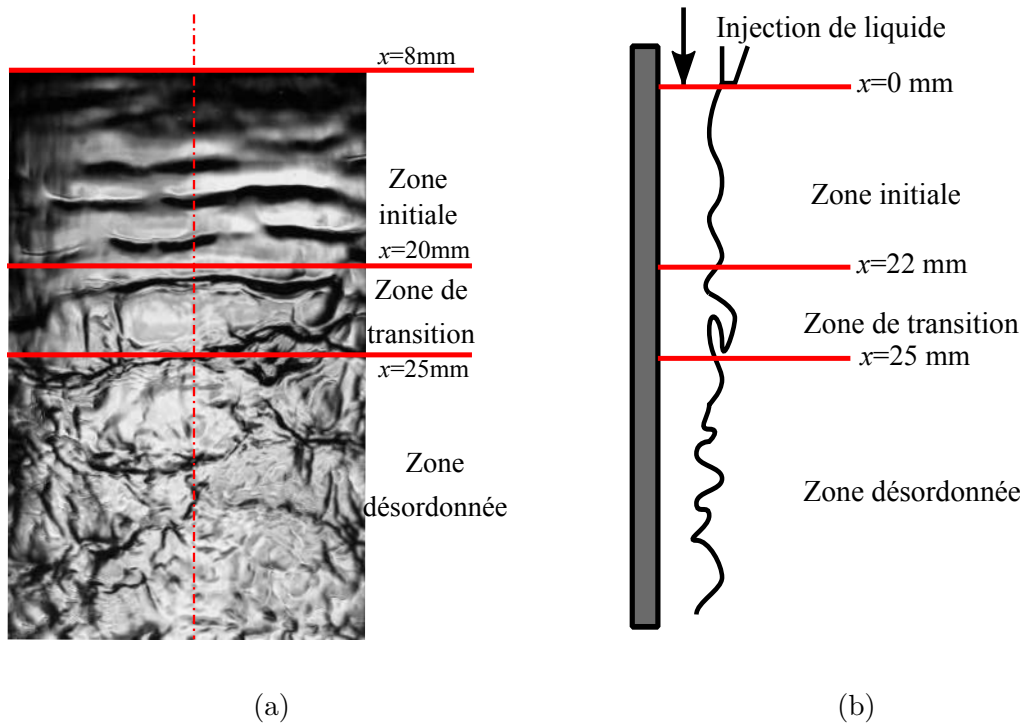 x=8mm
Zone
initiale
x=20mm
Zone de
transition
x=25mm
Zone
désordonnée
(a)
Injection de liquide
x=0 mm
Zone initiale
x=22 mm
Zone de transition
x=25 mm
Zone désordonnée
(b)